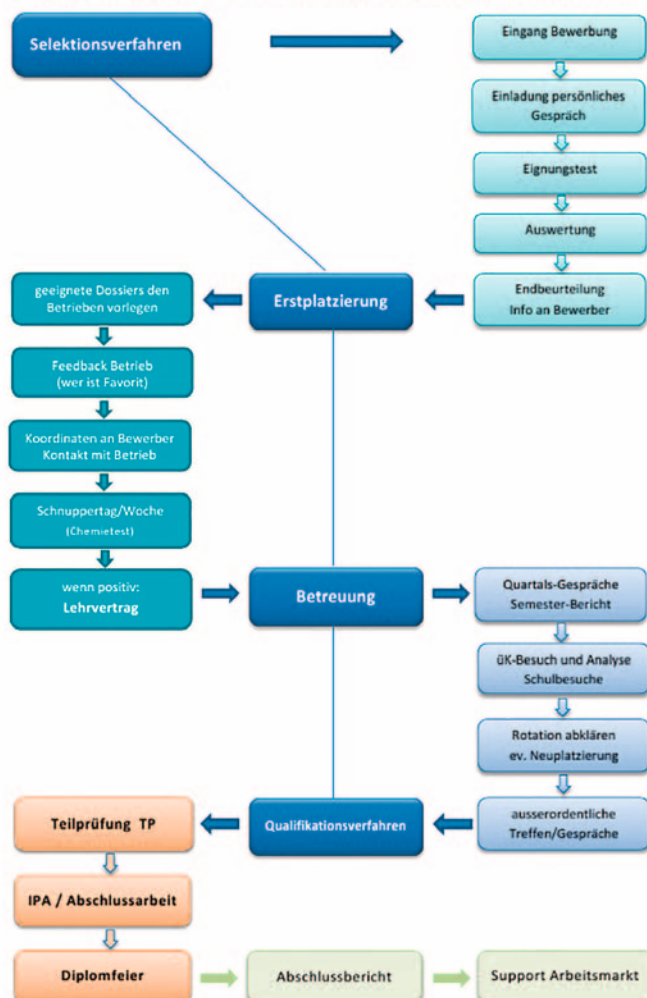 Selektionsverfahren
Eingang Bewerbung
Einladung persönliches
Gespräch
Eignungstest
Auswertung
Endbeurteilung
Info an Bewerber
Erstplatzierung
geeignete Dossiers den
Betrieben vorlegen
Feedback Betrieb
(wer ist Favorit)
Koordinaten an Bewerber
Kontakt mit Betrieb
Schnuppertag/Woche
(Chemietest)
wenn positiv:
Lehrvertrag
Betreuung
Quartals-Gespräche
Semester-Bericht
üK-Besuch und Analyse
Schulbesuche
Rotation abklären
ev. Neuplatzierung
ausserordentliche
Treffen/Gespräche
Qualifikationsverfahren
Teilprüfung TP
IPA / Abschlussarbeit
Diplomfeier
Abschlussbericht
Support Arbeitsmarkt